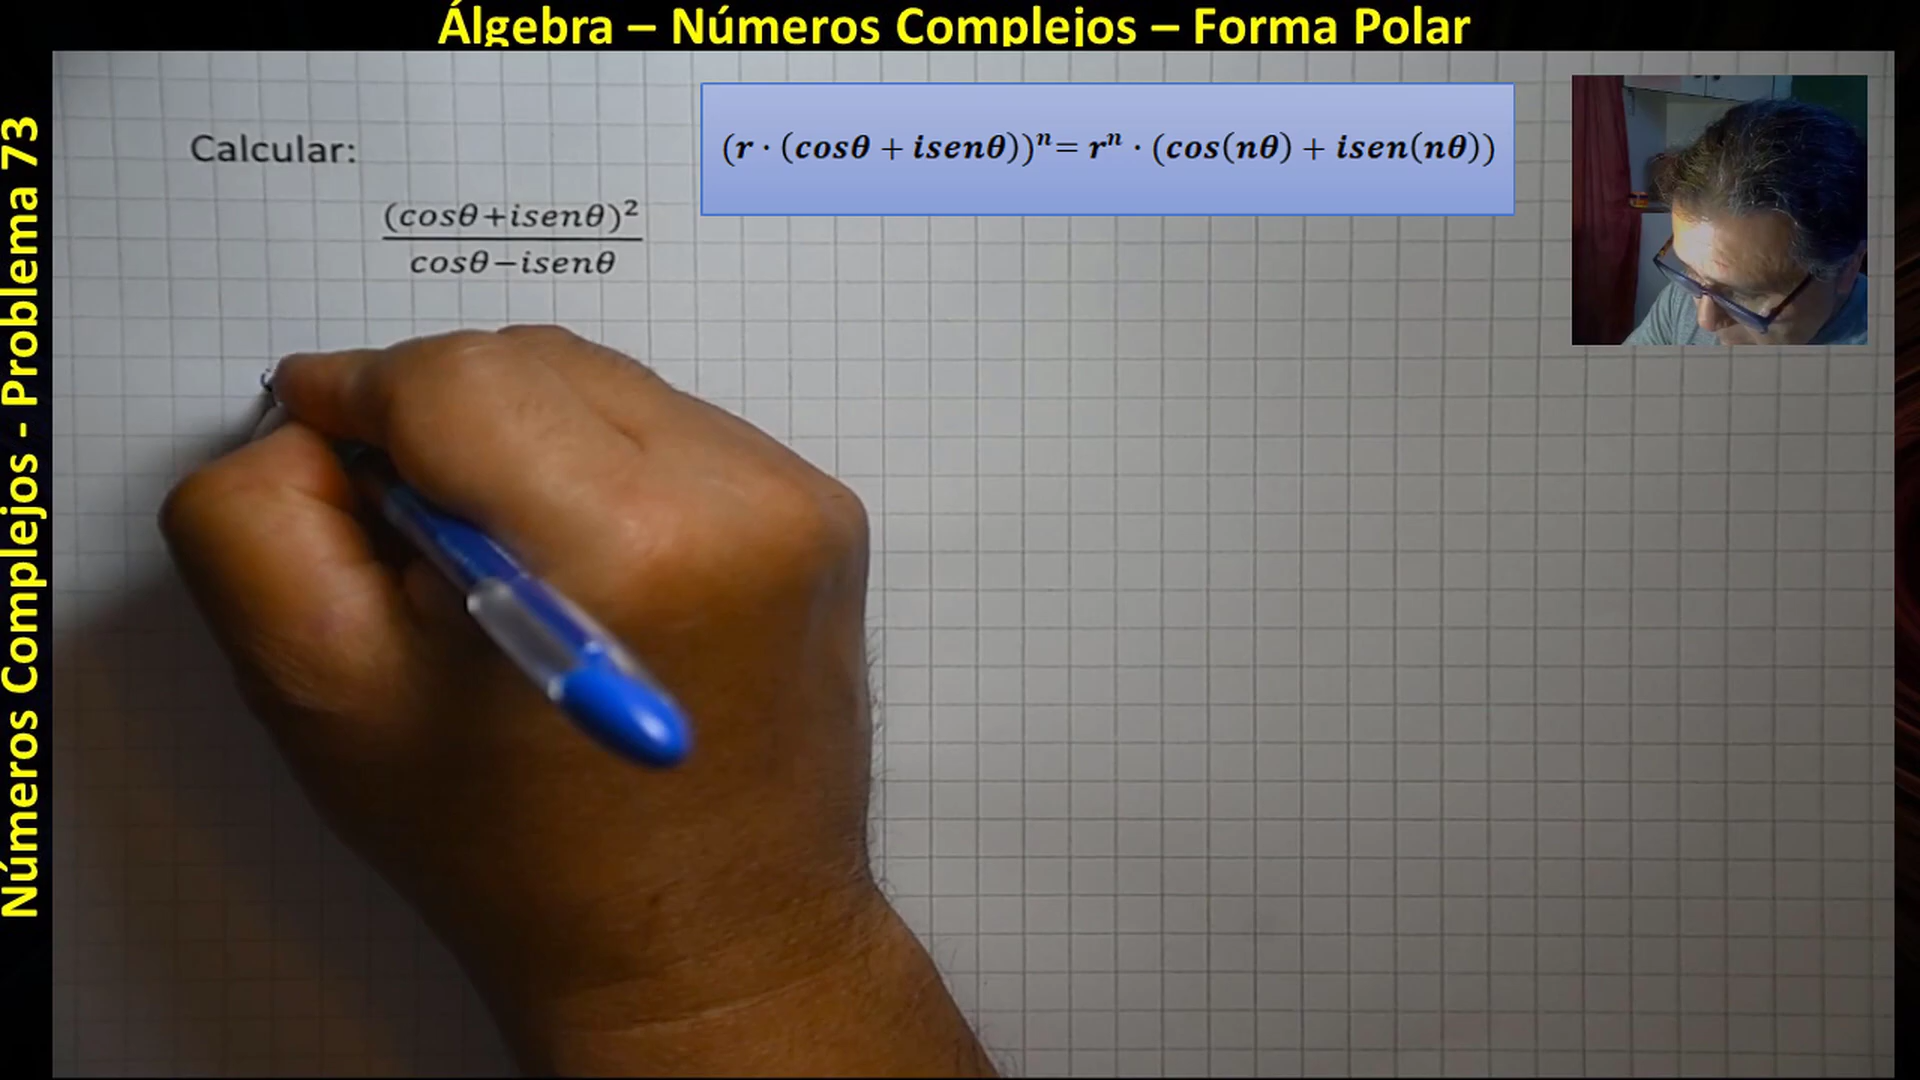 Álgebra – Números Complejos – Forma Polar
Números Complejos - Problema 73
Calcular:
(cosθ+isenθ)²
cosθ−isenθ
(r · (cosθ + isenθ))ⁿ= rⁿ · (cos(nθ) + isen(nθ))